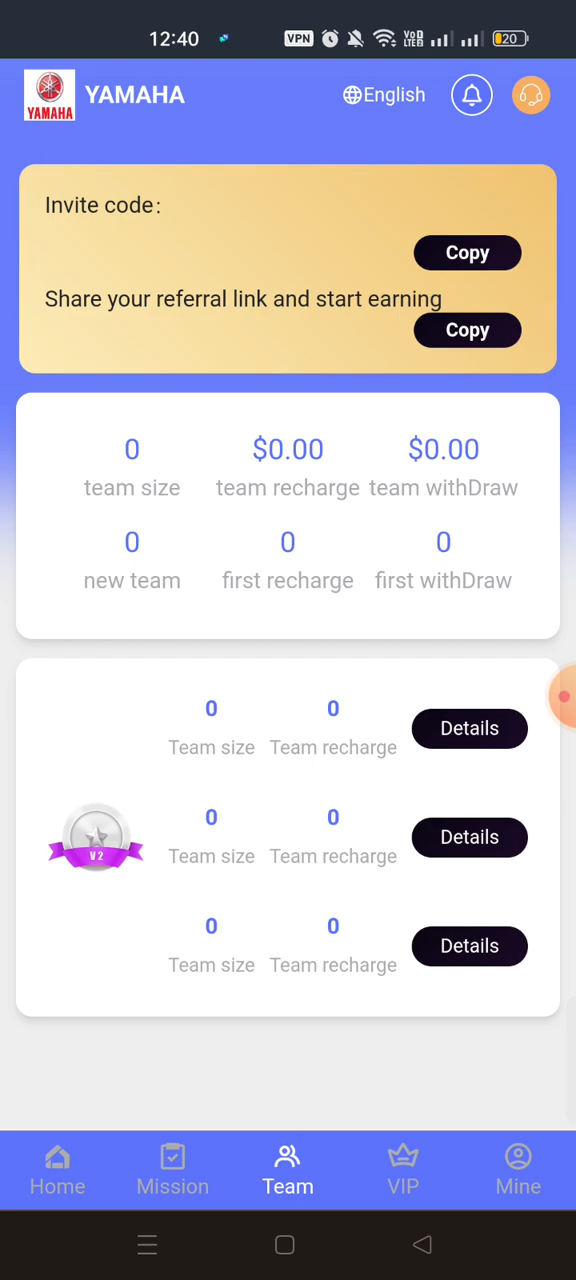 12:40 VPN VoD LTE2 20
YAMAHA YAMAHA English
Invite code:
Copy
Share your referral link and start earning
Copy
0 $0.00 $0.00
team size team recharge team withDraw
0 0 0
new team first recharge first withDraw
0 0
Team size Team recharge Details
0 0
Team size Team recharge Details
V2
0 0
Team size Team recharge Details
Home Mission Team VIP Mine